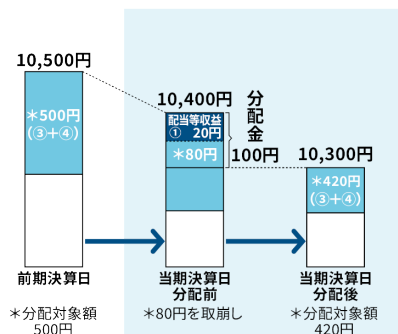 10,500円
＊500円
(③＋④)
前期決算日
＊分配対象額
500円
10,400円
配当等収益
① 20円
＊80円
分配金
100円
当期決算日
分配前
＊80円を取崩し
10,300円
＊420円
(③＋④)
当期決算日
分配後
＊分配対象額
420円